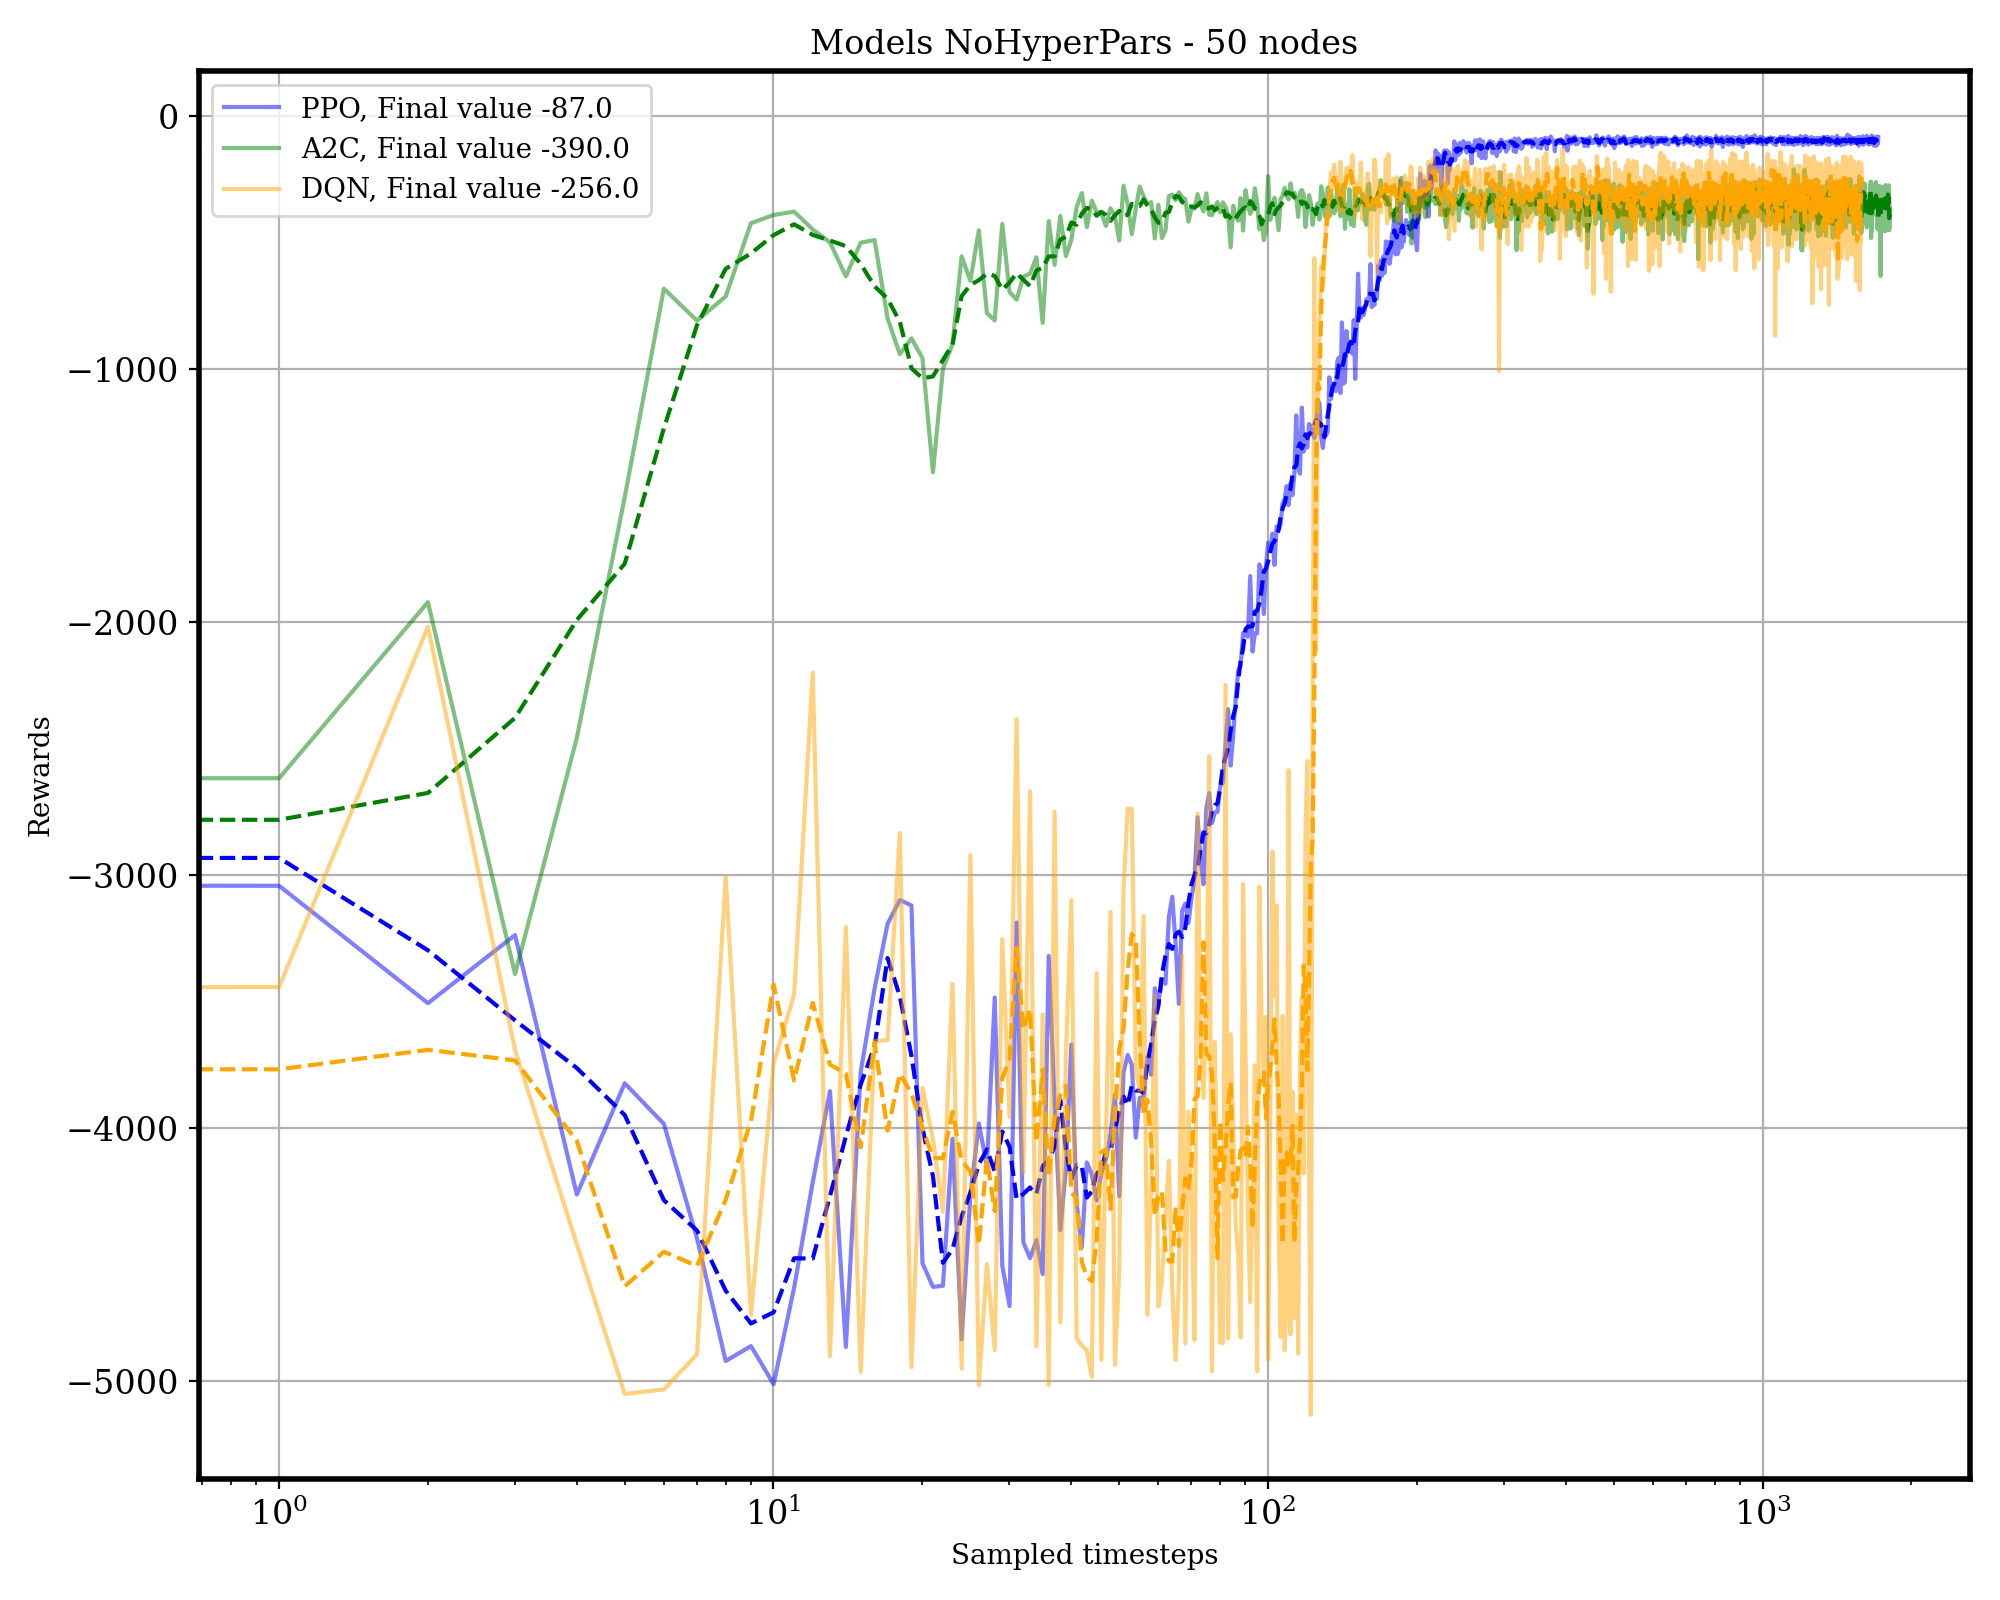 Models NoHyperPars - 50 nodes
PPO, Final value -87.0
A2C, Final value -390.0
DQN, Final value -256.0
0
−1000
−2000
−3000
−4000
−5000
Rewards
10⁰ 10¹ 10² 10³
Sampled timesteps